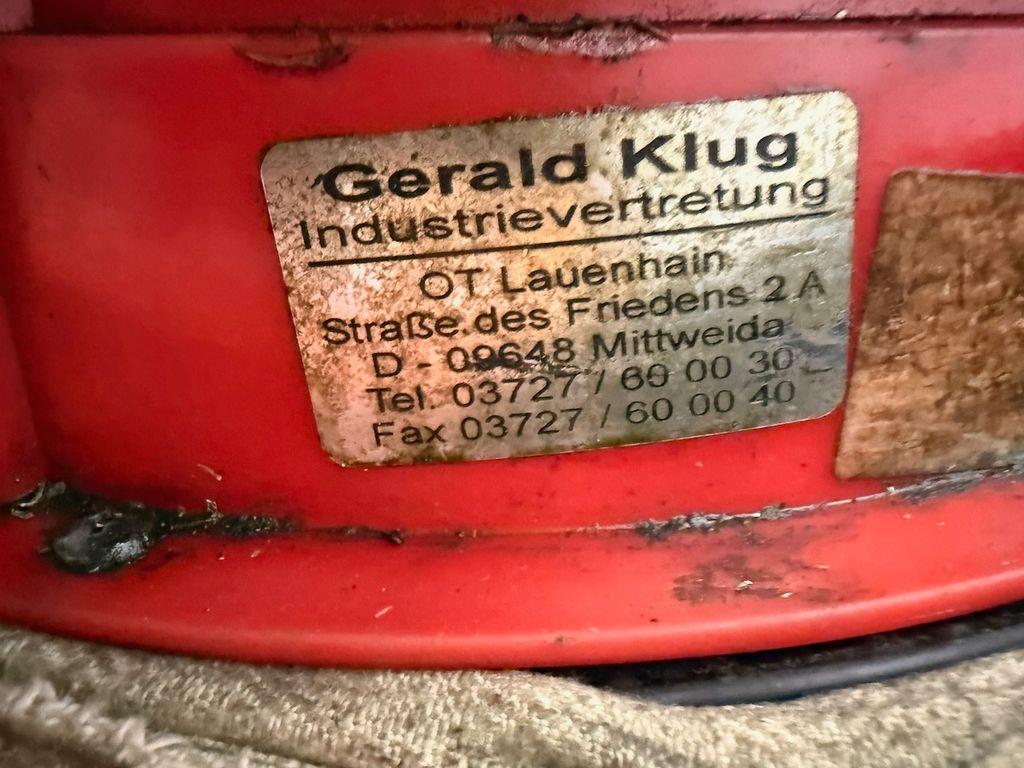 Gerald Klug
Industrievertretung
OT Lauenhain
Straße des Friedens 2 A
D - 09648 Mittweida
Tel. 03727 / 60 00 30
Fax 03727 / 60 00 40